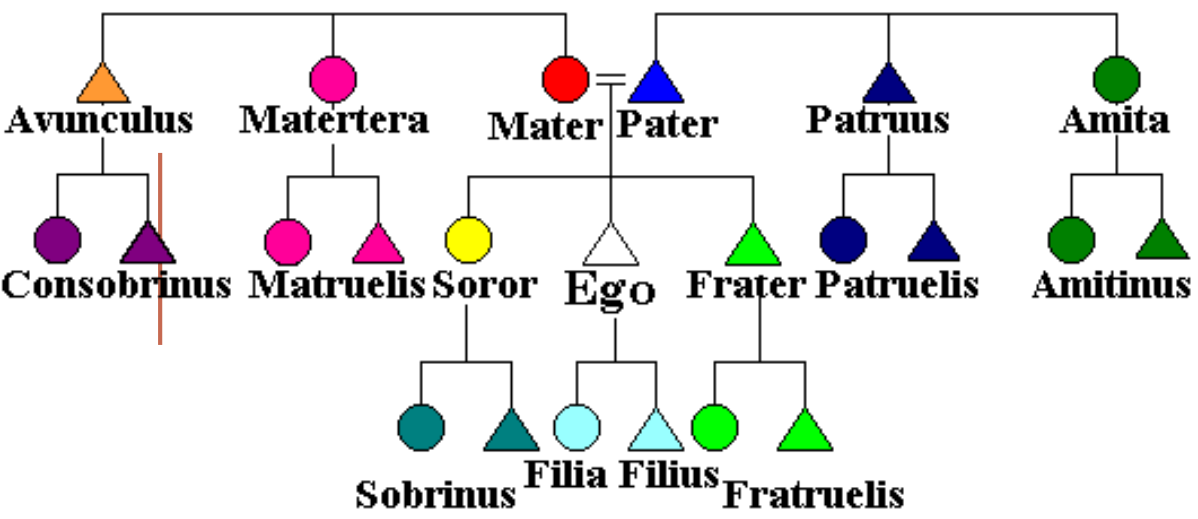 Avunculus Matertera Mater Pater Patruus Amita
Consobrinus Matruelis Soror Ego Frater Patruelis Amitinus
Sobrinus Filia Filius Fratruelis